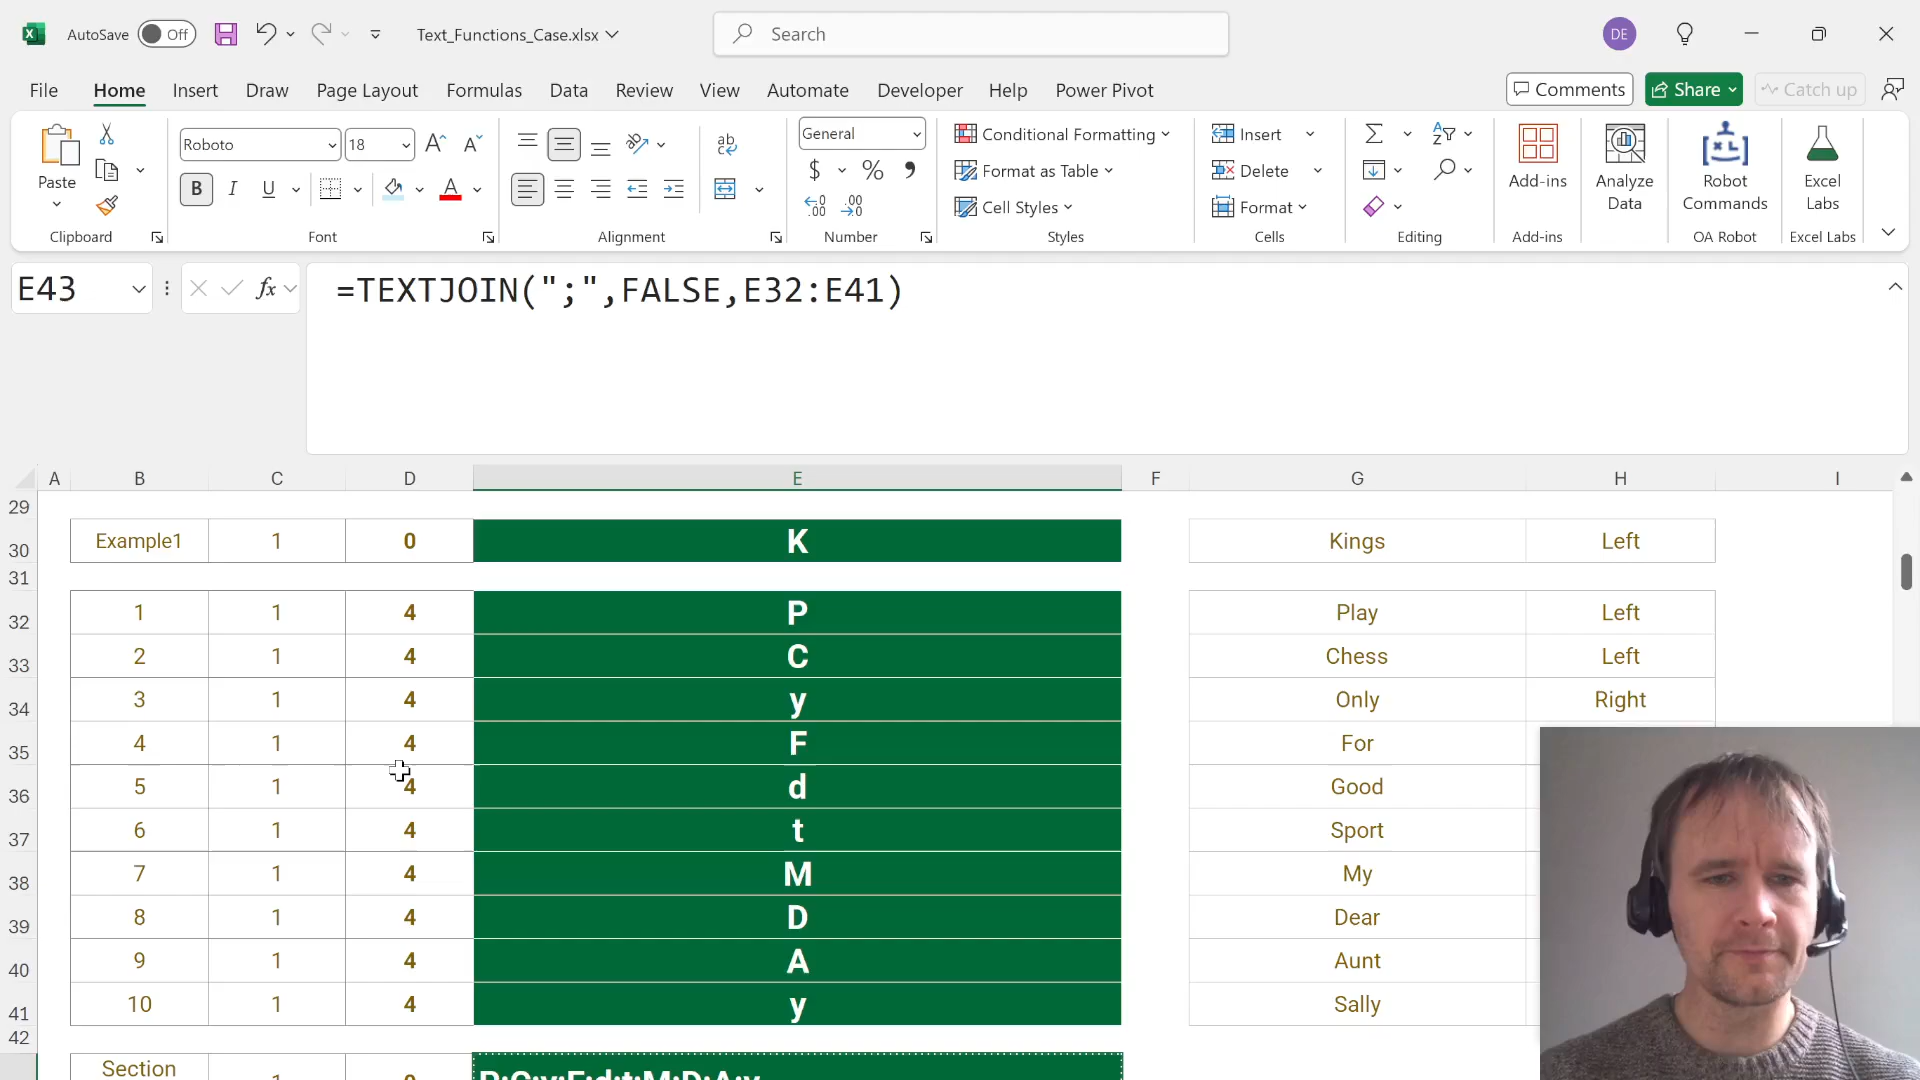 AutoSave Off Text_Functions_Case.xlsx Search DE
File Home Insert Draw Page Layout Formulas Data Review View Automate Developer Help Power Pivot Comments Share Catch up
Paste
Clipboard
Roboto 18
B I U A
Font
ab
Alignment
General
$ % 9
Number
Conditional Formatting
Format as Table
Cell Styles
Styles
Insert
Delete
Format
Cells
Editing
Add-ins
Add-ins
Analyze
Data
Robot
Commands
OA Robot
Excel
Labs
Excel Labs
E43 fx =TEXTJOIN(";",FALSE,E32:E41)
A B C D E F G H I
29
30 Example1 1 0 K Kings Left
31
32 1 1 4 P Play Left
33 2 1 4 C Chess Left
34 3 1 4 y Only Right
35 4 1 4 F For
36 5 1 4 d Good
37 6 1 4 t Sport
38 7 1 4 M My
39 8 1 4 D Dear
40 9 1 4 A Aunt
41 10 1 4 y Sally
42
Section 1 0 P;C;y;F;d;t;M;D;A;y